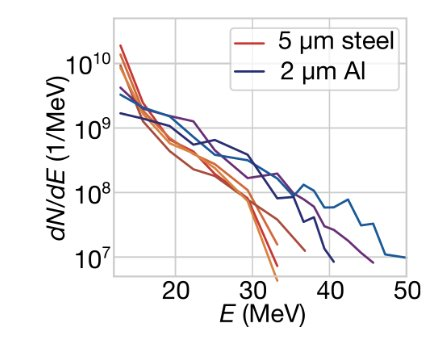 5 µm steel
2 µm Al
10¹⁰
10⁹
10⁸
10⁷
dN/dE (1/MeV)
20 30 40 50
E (MeV)